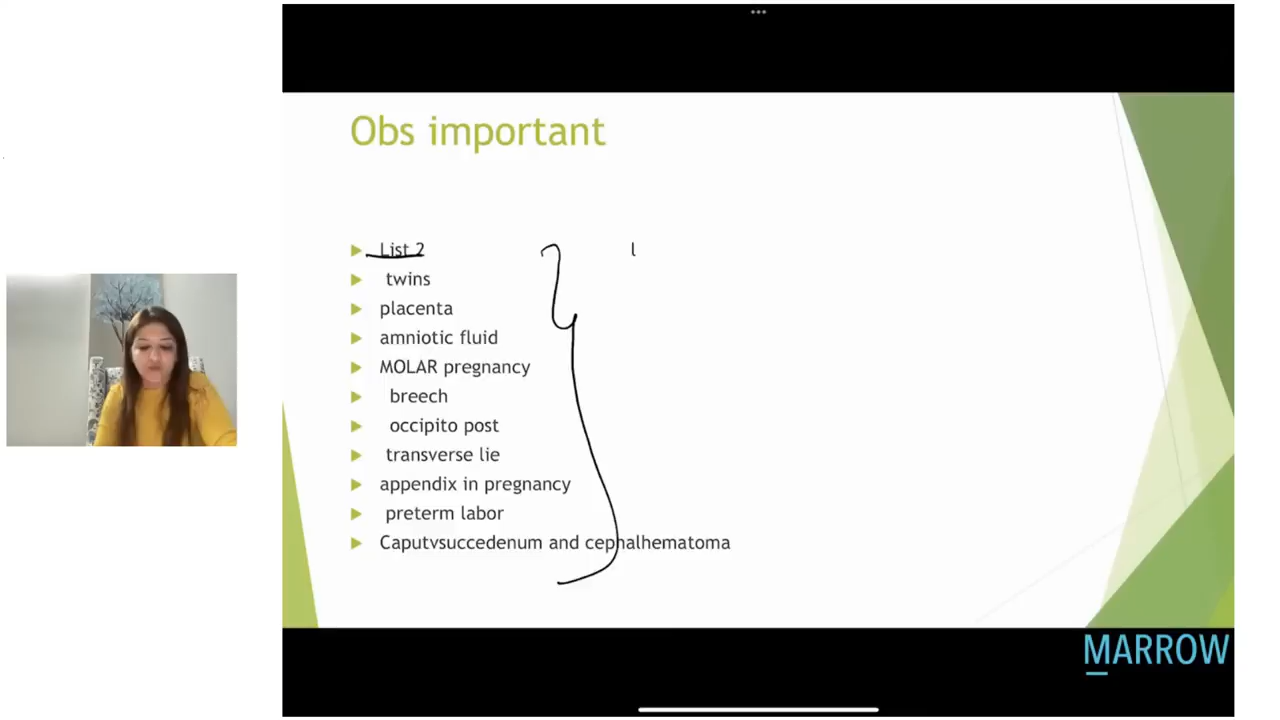 Obs important
List 2
l
twins
placenta
amniotic fluid
MOLAR pregnancy
breech
occipito post
transverse lie
appendix in pregnancy
preterm labor
Caputvsuccedenum and cephalhematoma
MARROW